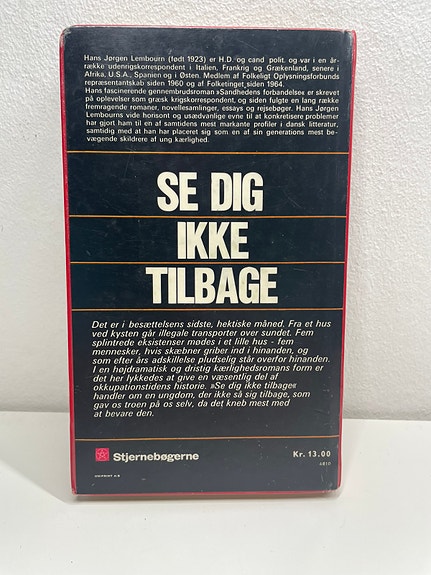 Hans Jørgen Lembourn (født 1923) er H.D. og cand polit. og var i en år-
række udenrigskorrespondent i Italien, Frankrig og Grækenland, senere i
Afrika, U.S.A., Spanien og i Østen. Medlem af Folkeligt Oplysningsforbunds
repræsentantskab siden 1960 og af Folketinget siden 1964.
Hans fascinerende gennembrudsroman »Sandhedens forbandelse« er skrevet
på oplevelser som græsk krigskorrespondent, og siden fulgte en lang række
fremragende romaner, novellesamlinger, essays og rejsebøger. Hans Jørgen
Lembourns vide horisont og usædvanlige evne til at konkretisere problemer
har gjort ham til en af samtidens mest markante profiler i dansk litteratur,
samtidig med at han har placeret sig som en af sin generations mest be-
vægende skildrere af ung kærlighed.
SE DIG
IKKE
TILBAGE
Det er i besættelsens sidste, hektiske måned. Fra et hus
ved kysten går illegale transporter over sundet. Fem
splintrede eksistenser mødes i et lille hus - fem
mennesker, hvis skæbner griber ind i hinanden, og
som efter års adskillelse pludselig står overfor hinanden.
I en højdramatisk og dristig kærlighedsromans form er
det her lykkedes at give en væsentlig del af
okkupationstidens historie. »Se dig ikke tilbage«
handler om en ungdom, der ikke så sig tilbage, som
gav os troen på os selv, da det kneb mest med
at bevare den.
Stjernebøgerne
Kr. 13.00